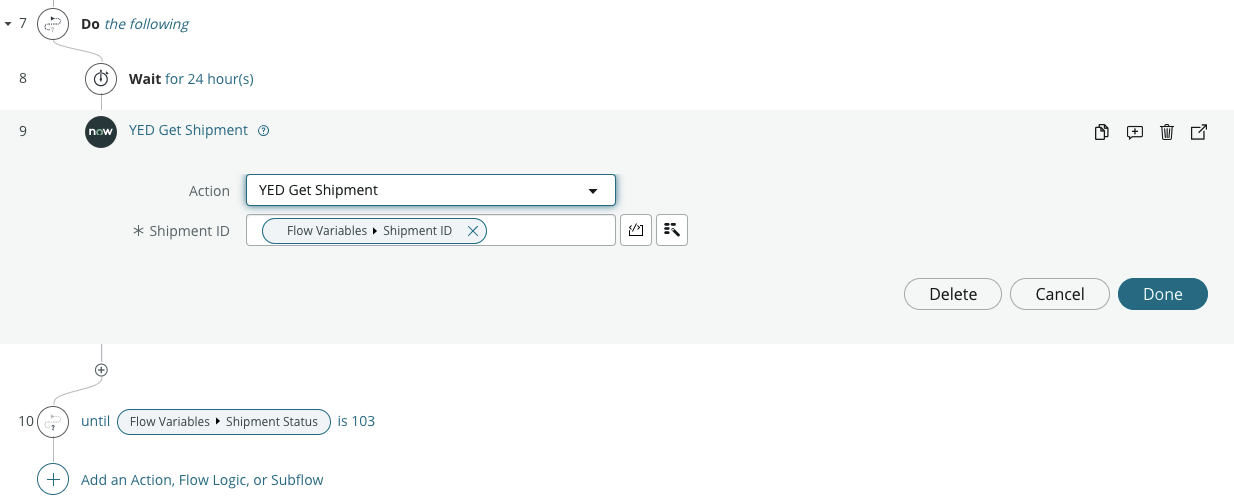 7 Do the following
8 Wait for 24 hour(s)
9 now YED Get Shipment ?
Action YED Get Shipment
* Shipment ID Flow Variables ▸ Shipment ID ×
Delete Cancel Done
10 until Flow Variables ▸ Shipment Status is 103
Add an Action, Flow Logic, or Subflow